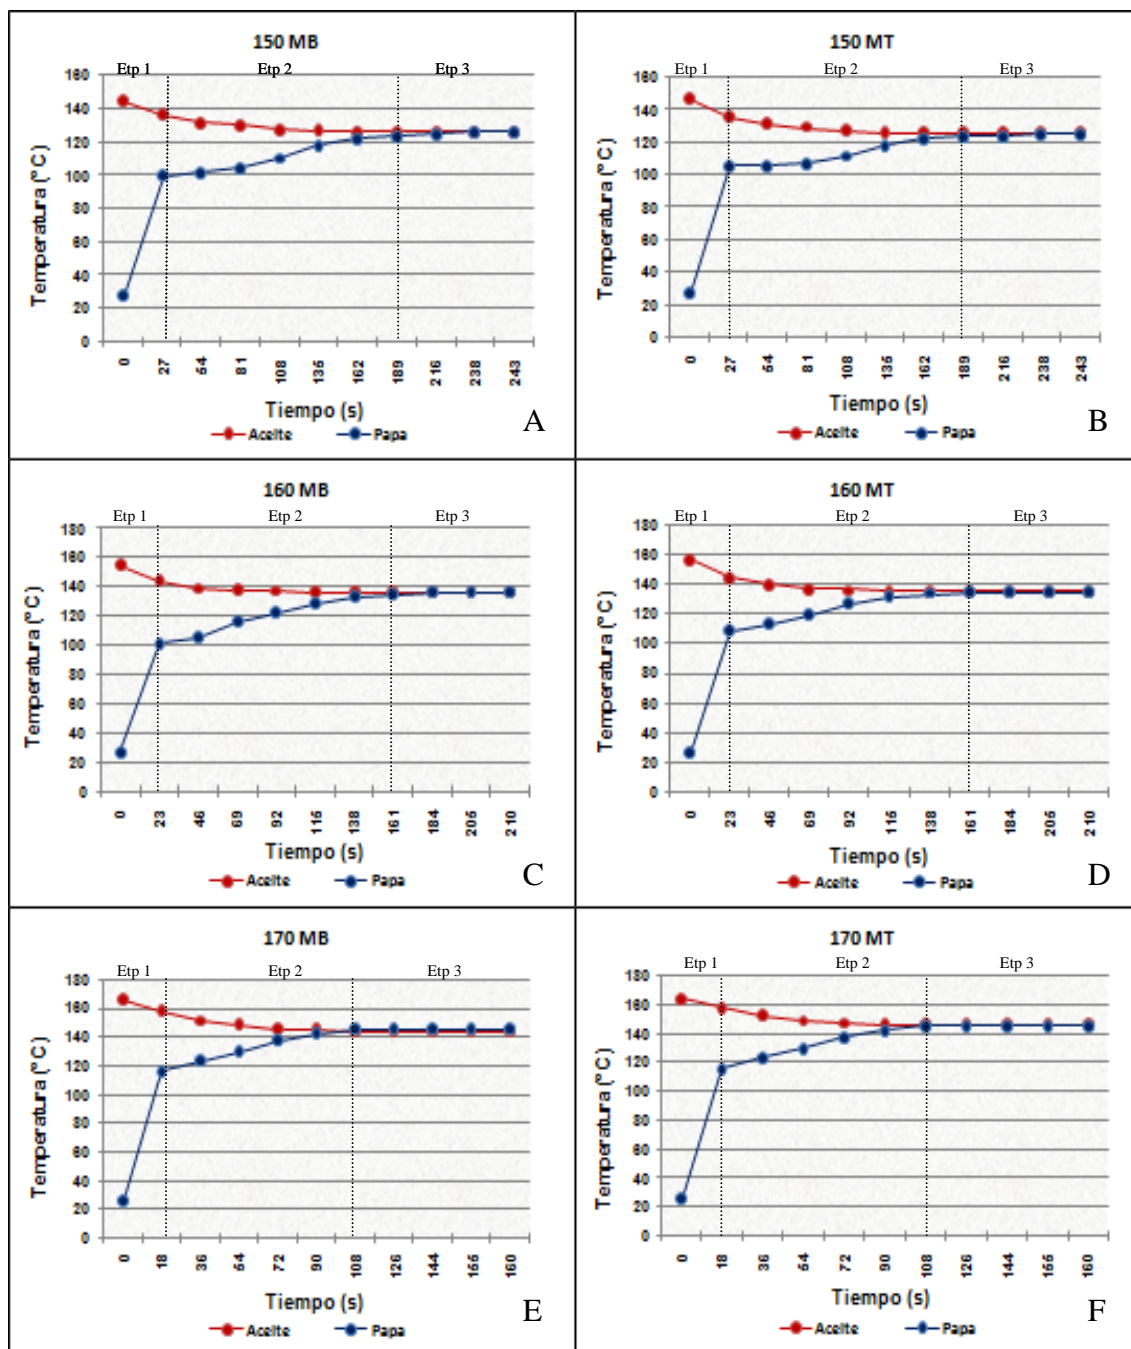 150 MB
Etp 1 Etp 2 Etp 3
160
140
120
100
80
60
40
20
0
Temperatura (°C)
0 27 54 81 108 135 162 189 216 238 243
Tiempo (s)
Aceite Papa
A
150 MT
Etp 1 Etp 2 Etp 3
160
140
120
100
80
60
40
20
0
Temperatura (°C)
0 27 54 81 108 135 162 189 216 238 243
Tiempo (s)
Aceite Papa
B
160 MB
Etp 1 Etp 2 Etp 3
180
160
140
120
100
80
60
40
20
0
Temperatura (°C)
0 23 46 69 92 115 138 161 184 205 210
Tiempo (s)
Aceite Papa
C
160 MT
Etp 1 Etp 2 Etp 3
180
160
140
120
100
80
60
40
20
0
Temperatura (°C)
0 23 46 69 92 115 138 161 184 205 210
Tiempo (s)
Aceite Papa
D
170 MB
Etp 1 Etp 2 Etp 3
180
160
140
120
100
80
60
40
20
0
Temperatura (°C)
0 18 36 54 72 90 108 126 144 155 160
Tiempo (s)
Aceite Papa
E
170 MT
Etp 1 Etp 2 Etp 3
180
160
140
120
100
80
60
40
20
0
Temperatura (°C)
0 18 36 54 72 90 108 126 144 155 160
Tiempo (s)
Aceite Papa
F